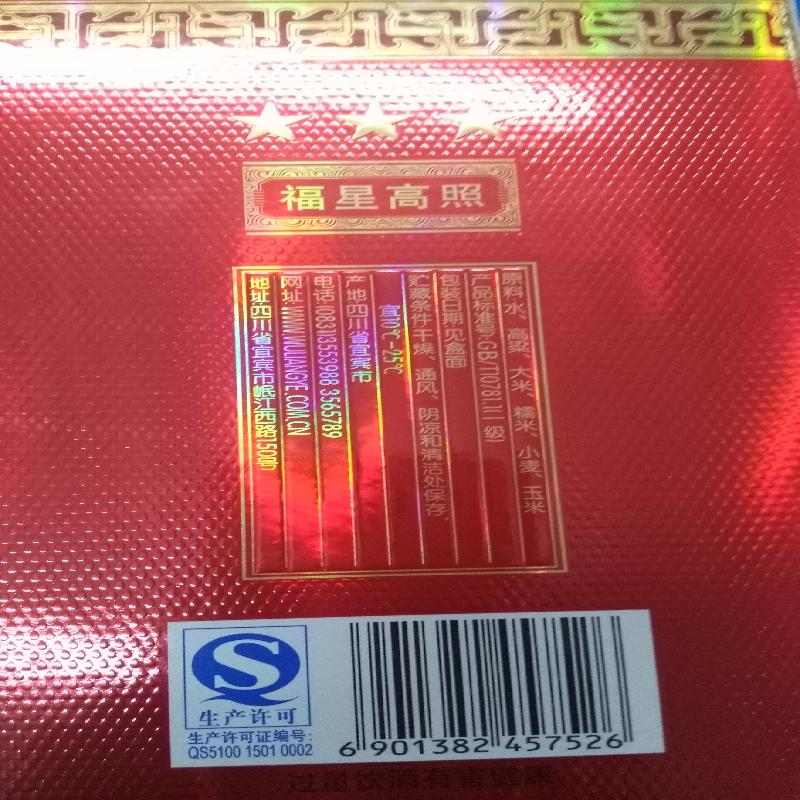 福星高照
原料水、高粱、大米、糯米、小麦、玉米
产品标准号:GB/T10781.1(1级)
包装日期见盒面
贮藏条件干燥、通风、阴凉和清洁处保存,
宜10℃-25℃
产地:四川省宜宾市
电话:(0831)3553988 3565789
网址:WWW.WULIANGYE.COM.CN
地址:四川省宜宾市岷江西路150号
生产许可
生产许可证编号:
QS5100 1501 0002
6 901382 457526
过量饮酒有害健康